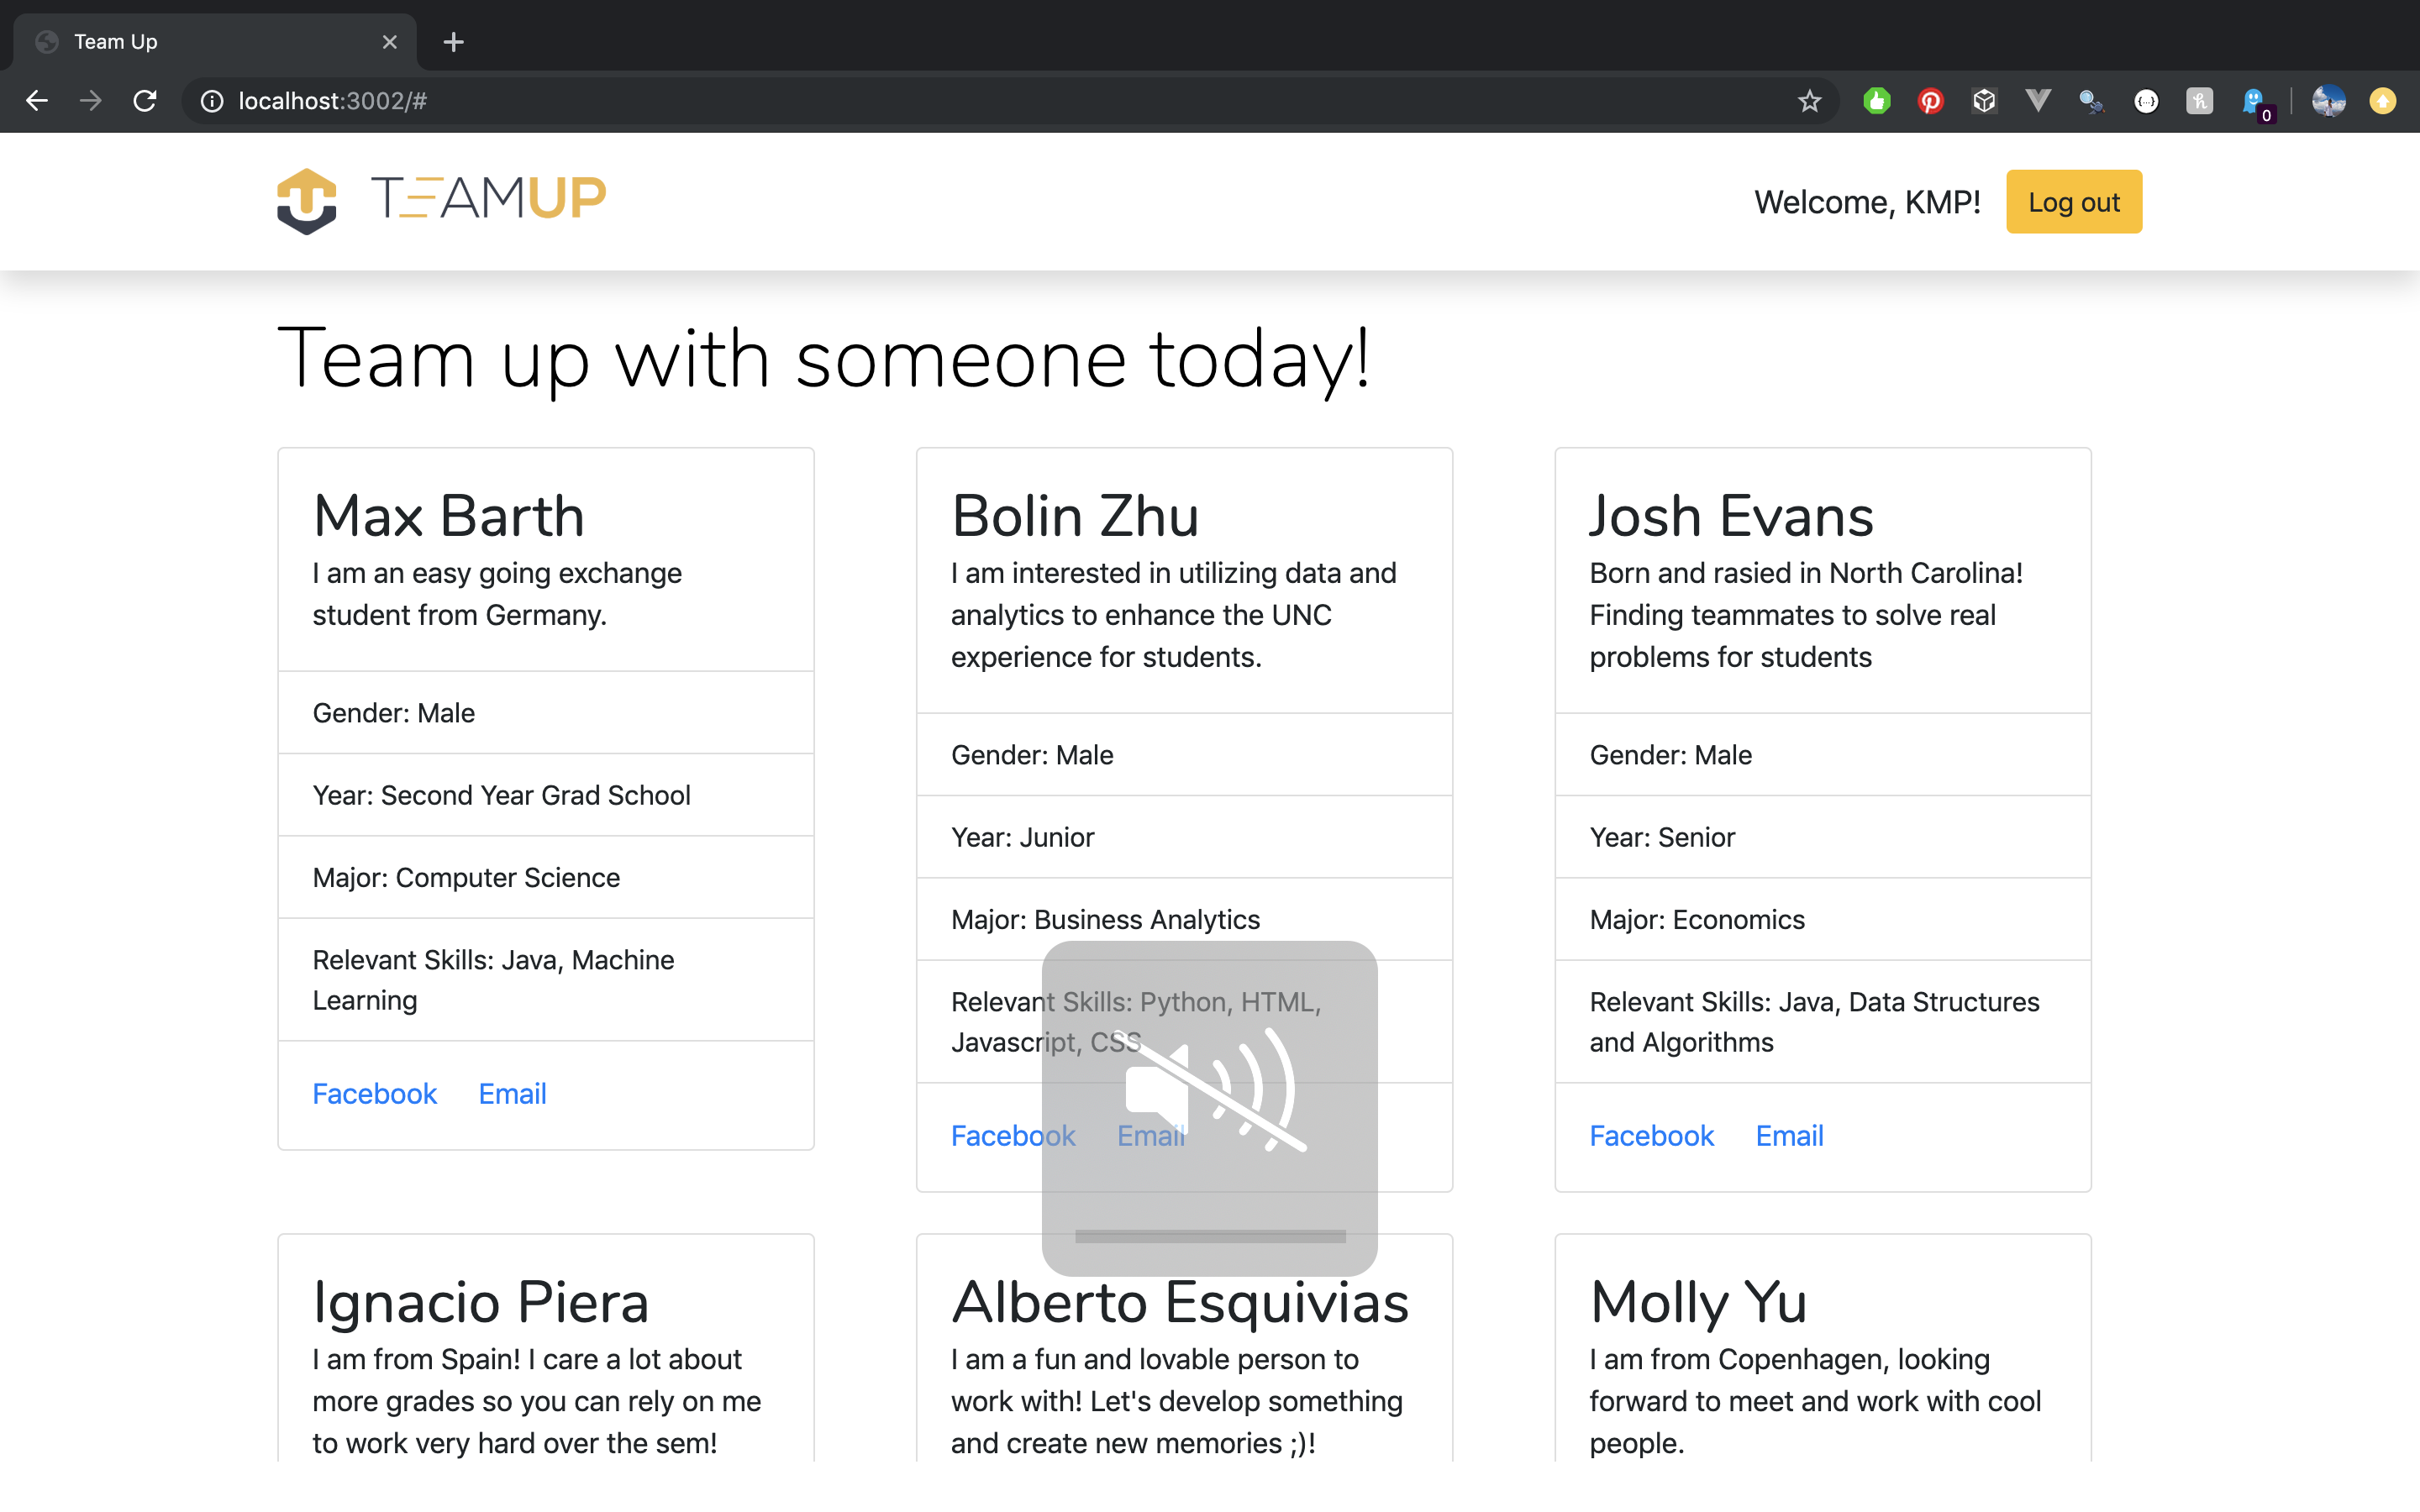 Team Up
localhost:3002/#
0
TEAMUP
Welcome, KMP!
Log out
Team up with someone today!
Max Barth
I am an easy going exchange
student from Germany.
Gender: Male
Year: Second Year Grad School
Major: Computer Science
Relevant Skills: Java, Machine
Learning
Facebook Email
Bolin Zhu
I am interested in utilizing data and
analytics to enhance the UNC
experience for students.
Gender: Male
Year: Junior
Major: Business Analytics
Relevant Skills: Python, HTML,
Javascript, CSS
Facebook Email
Josh Evans
Born and rasied in North Carolina!
Finding teammates to solve real
problems for students
Gender: Male
Year: Senior
Major: Economics
Relevant Skills: Java, Data Structures
and Algorithms
Facebook Email
Ignacio Piera
I am from Spain! I care a lot about
more grades so you can rely on me
to work very hard over the sem!
Alberto Esquivias
I am a fun and lovable person to
work with! Let's develop something
and create new memories ;)!
Molly Yu
I am from Copenhagen, looking
forward to meet and work with cool
people.